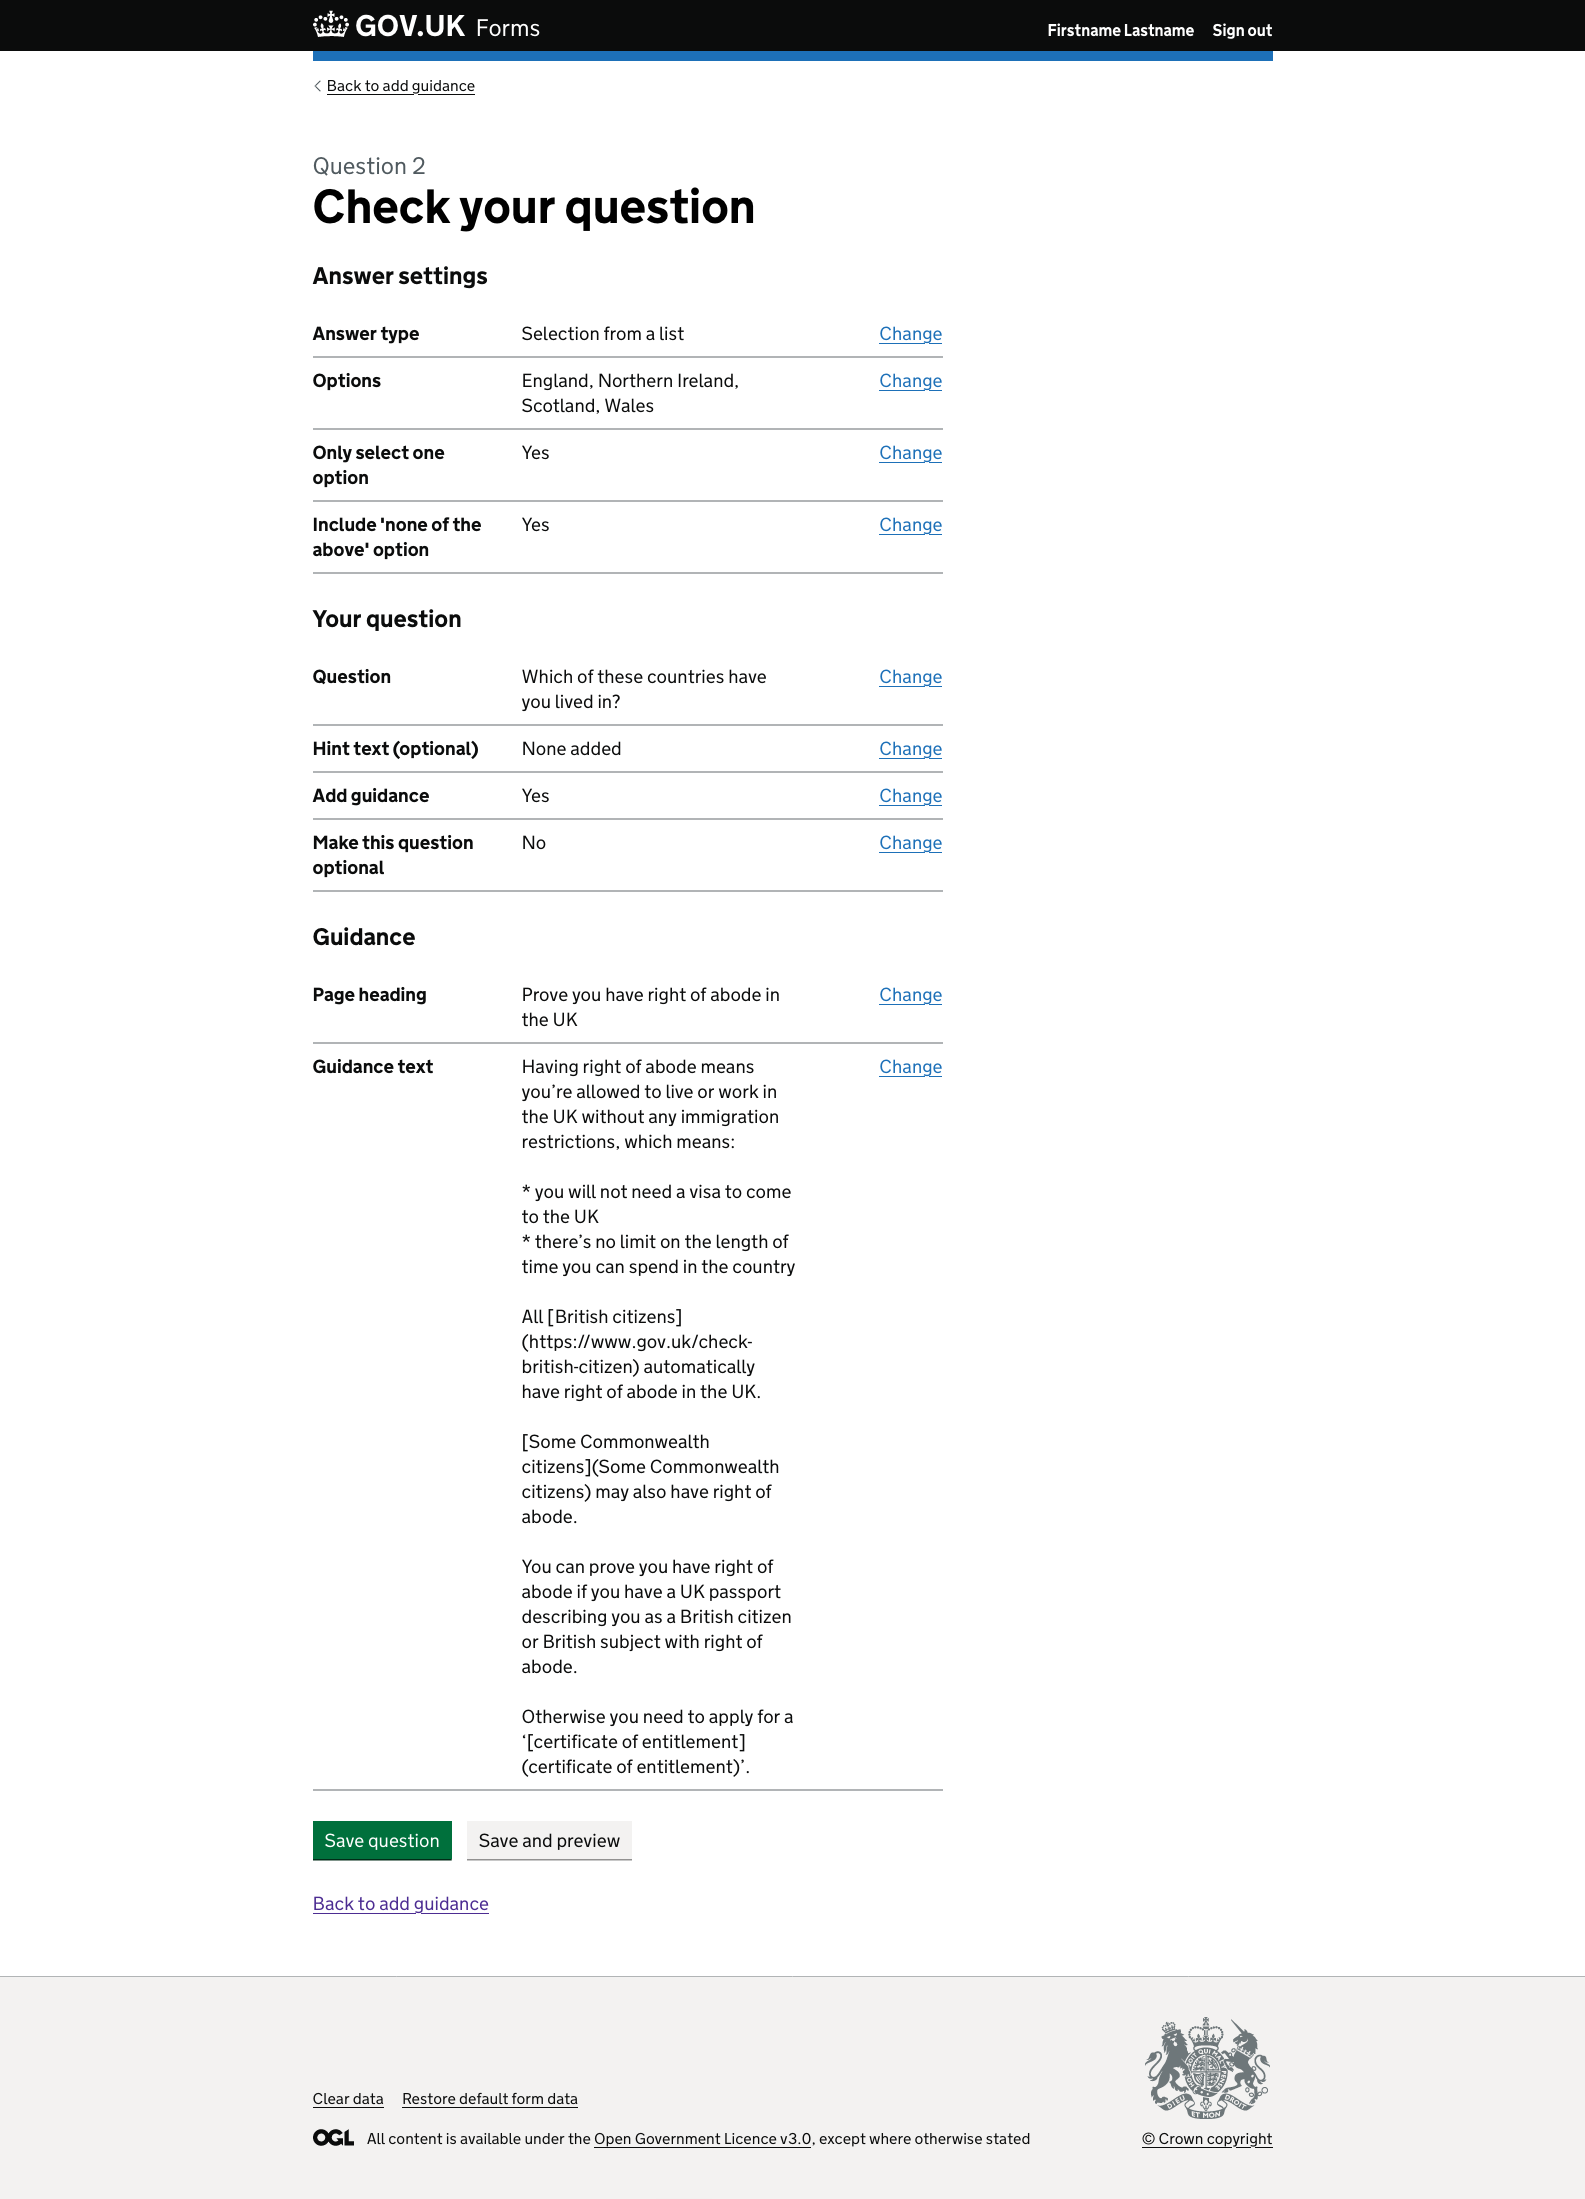 GOV.UK Forms
Firstname Lastname Sign out
Back to add guidance
Question 2
Check your question
Answer settings
Answer type Selection from a list Change
Options England, Northern Ireland, Change
Scotland, Wales
Only select one Yes Change
option
Include 'none of the Yes Change
above' option
Your question
Question Which of these countries have Change
you lived in?
Hint text (optional) None added Change
Add guidance Yes Change
Make this question No Change
optional
Guidance
Page heading Prove you have right of abode in Change
the UK
Guidance text Having right of abode means Change
you’re allowed to live or work in
the UK without any immigration
restrictions, which means:
* you will not need a visa to come
to the UK
* there’s no limit on the length of
time you can spend in the country
All [British citizens]
(https://www.gov.uk/check-
british-citizen) automatically
have right of abode in the UK.
[Some Commonwealth
citizens](Some Commonwealth
citizens) may also have right of
abode.
You can prove you have right of
abode if you have a UK passport
describing you as a British citizen
or British subject with right of
abode.
Otherwise you need to apply for a
‘[certificate of entitlement]
(certificate of entitlement)’.
Save question Save and preview
Back to add guidance
Clear data Restore default form data
DIEU ET MON DROIT
OGL All content is available under the Open Government Licence v3.0, except where otherwise stated
© Crown copyright